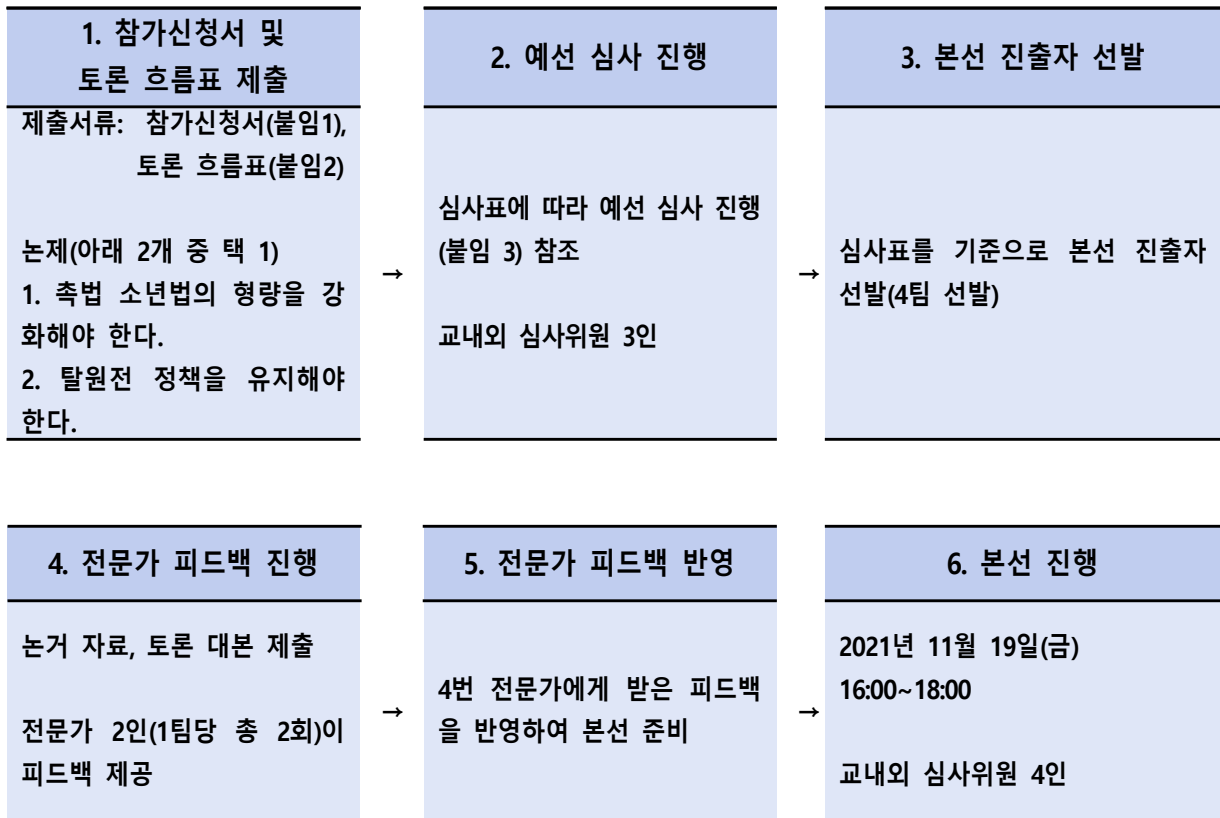 1. 참가신청서 및
토론 흐름표 제출
제출서류: 참가신청서(붙임1),
토론 흐름표(붙임2)
논제(아래 2개 중 택 1)
1. 촉법 소년법의 형량을 강
화해야 한다.
2. 탈원전 정책을 유지해야
한다.
→
2. 예선 심사 진행
심사표에 따라 예선 심사 진행
(붙임 3) 참조
교내외 심사위원 3인
→
3. 본선 진출자 선발
심사표를 기준으로 본선 진출자
선발(4팀 선발)
4. 전문가 피드백 진행
논거 자료, 토론 대본 제출
전문가 2인(1팀당 총 2회)이
피드백 제공
→
5. 전문가 피드백 반영
4번 전문가에게 받은 피드백
을 반영하여 본선 준비
→
6. 본선 진행
2021년 11월 19일(금)
16:00~18:00
교내외 심사위원 4인